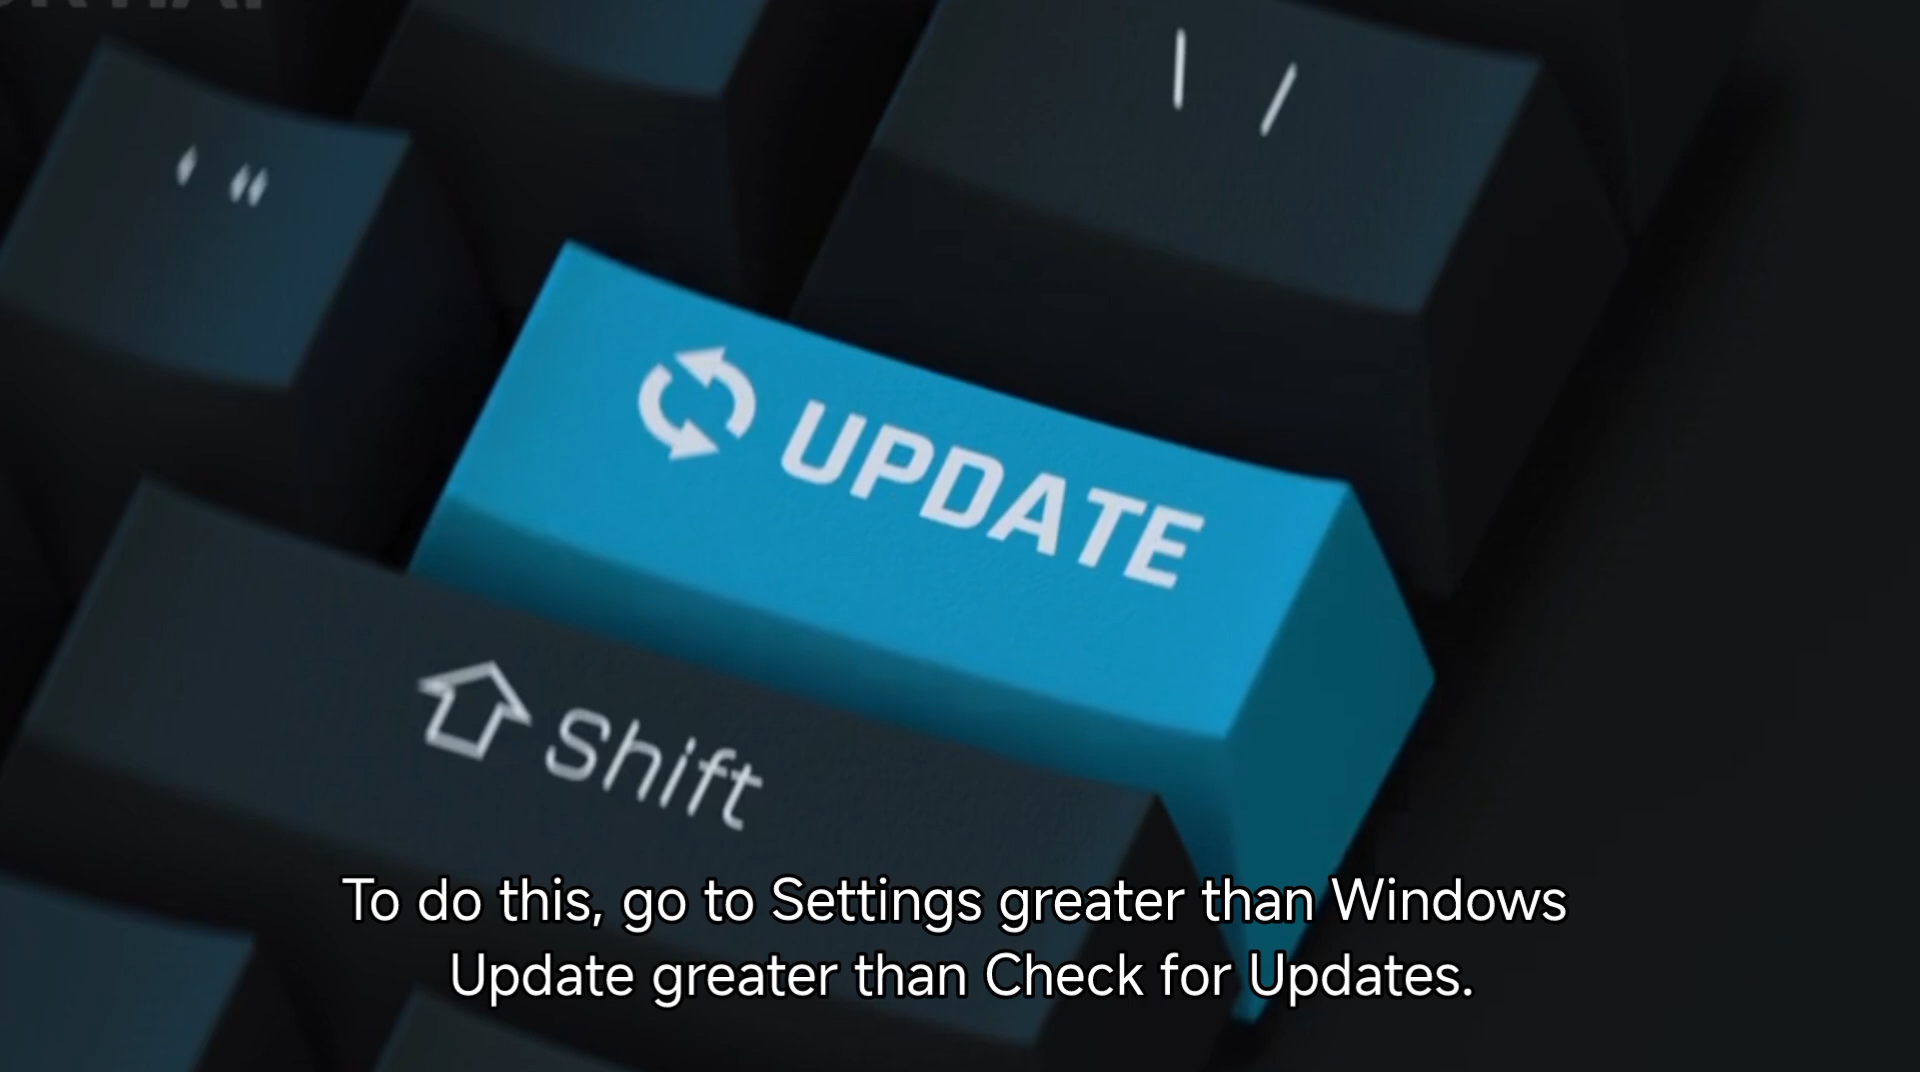 ' "
\ /
UPDATE
Shift
To do this, go to Settings greater than Windows
Update greater than Check for Updates.